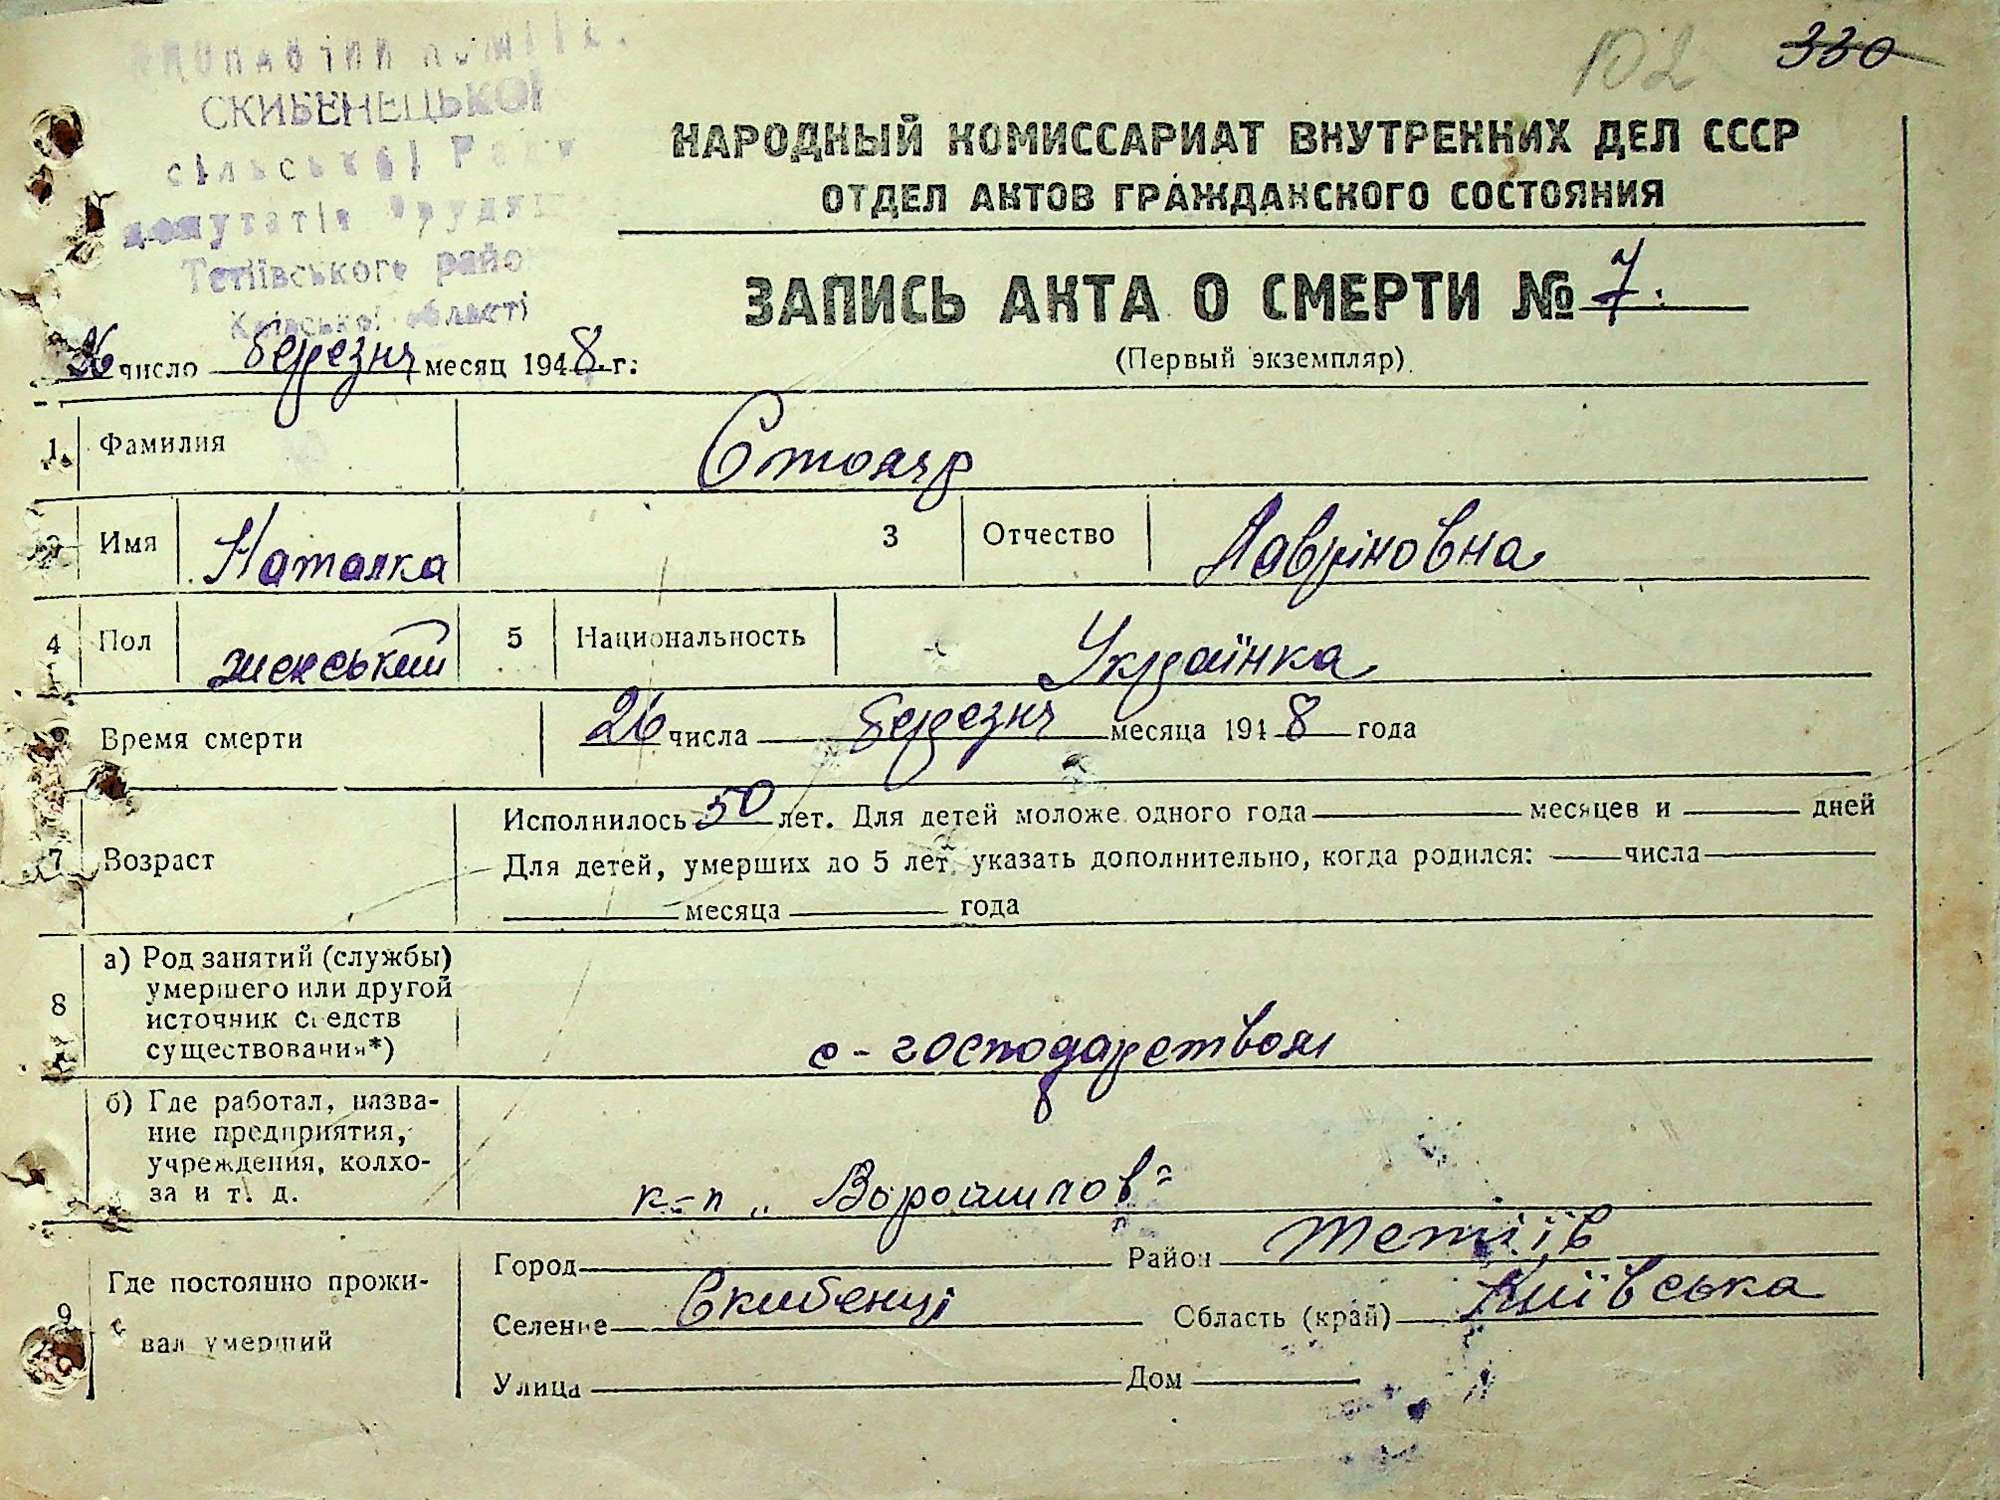 102 330
СКИБЕНЕЦЬКОЇ
сільської Ради
депутатів
Тетіївського райо
Київської області
НАРОДНЫЙ КОМИССАРИАТ ВНУТРЕННИХ ДЕЛ СССР
ОТДЕЛ АКТОВ ГРАЖДАНСКОГО СОСТОЯНИЯ
ЗАПИСЬ АКТА О СМЕРТИ № 7.
(Первый экземпляр)
26 число березня месяц 1948 г.
1. Фамилия Столяр
2 Имя Наталка 3 Отчество Лавріновна
4 Пол женський 5 Национальность Українка
6 Время смерти 26 числа березня месяца 1948 года
Исполнилось 50 лет. Для детей моложе одного года месяцев и дней
7 Возраст Для детей, умерших до 5 лет указать дополнительно, когда родился: числа
месяца года
а) Род занятий (службы)
умершего или другой
8 источник средств
существования*) с-господарством
б) Где работал, назва-
ние предприятия,
учреждения, колхо-
за и т. д. к-п „Ворошилов"
Город Район Тетіїв
9 Где постоянно прожи-
Селение Скибенці Область (край) Київська
вал умерший
Улица Дом